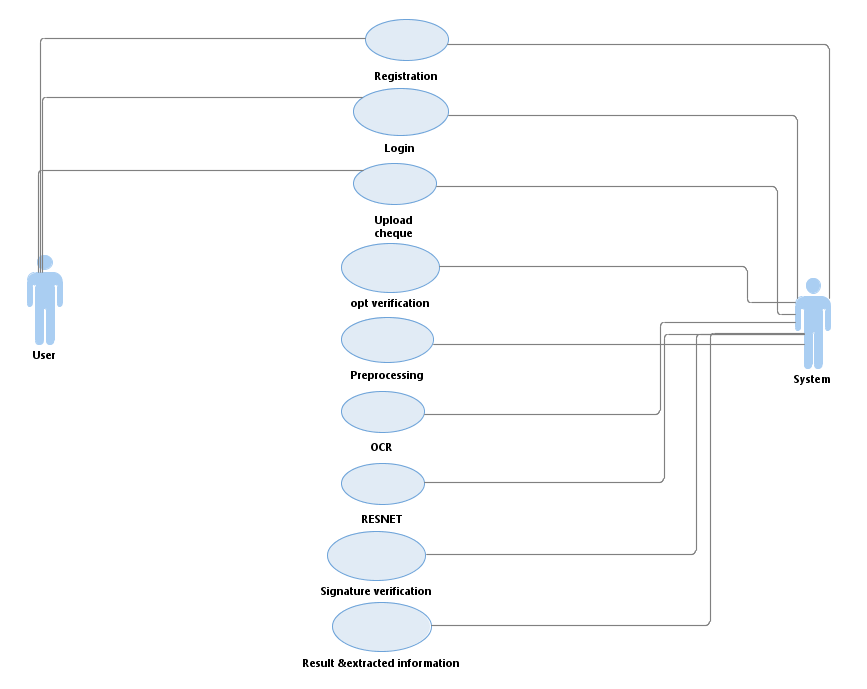 Registration
Login
Upload
cheque
opt verification
User
Preprocessing
System
OCR
RESNET
Signature verification
Result &extracted information